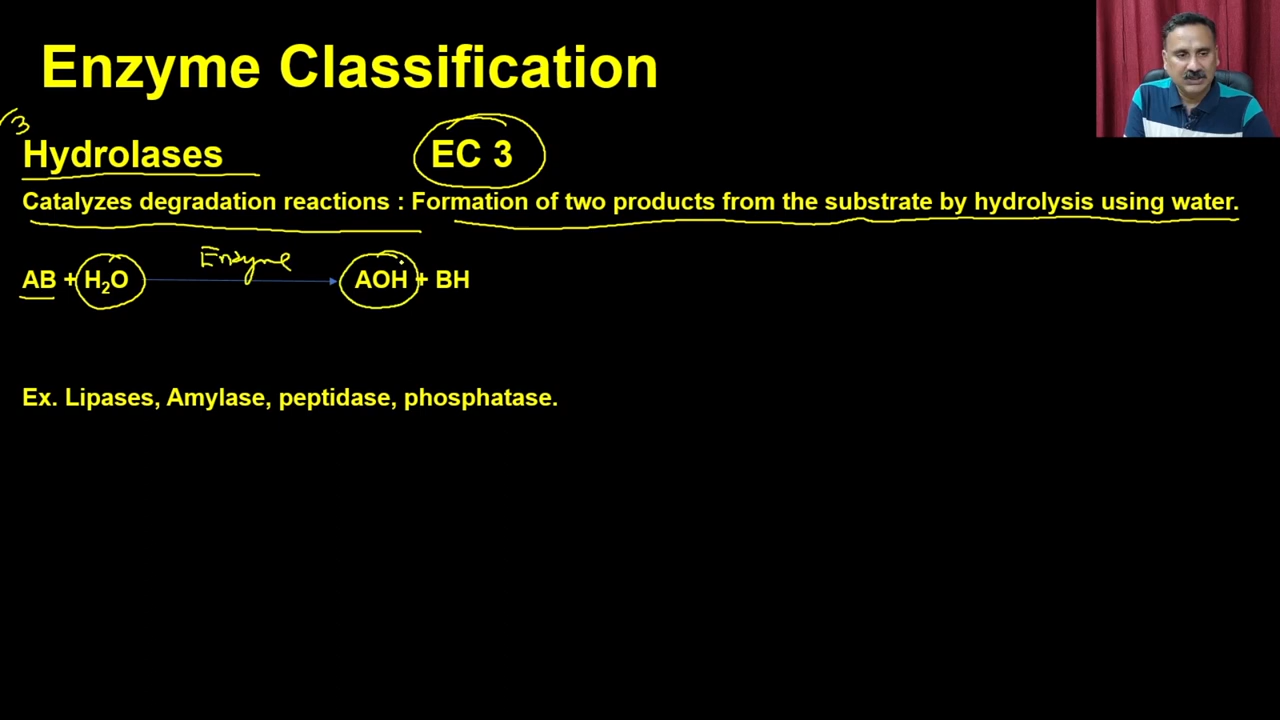 Enzyme Classification
3
Hydrolases EC 3
Catalyzes degradation reactions : Formation of two products from the substrate by hydrolysis using water.
Enzyme
AB + H₂O AOH + BH
Ex. Lipases, Amylase, peptidase, phosphatase.